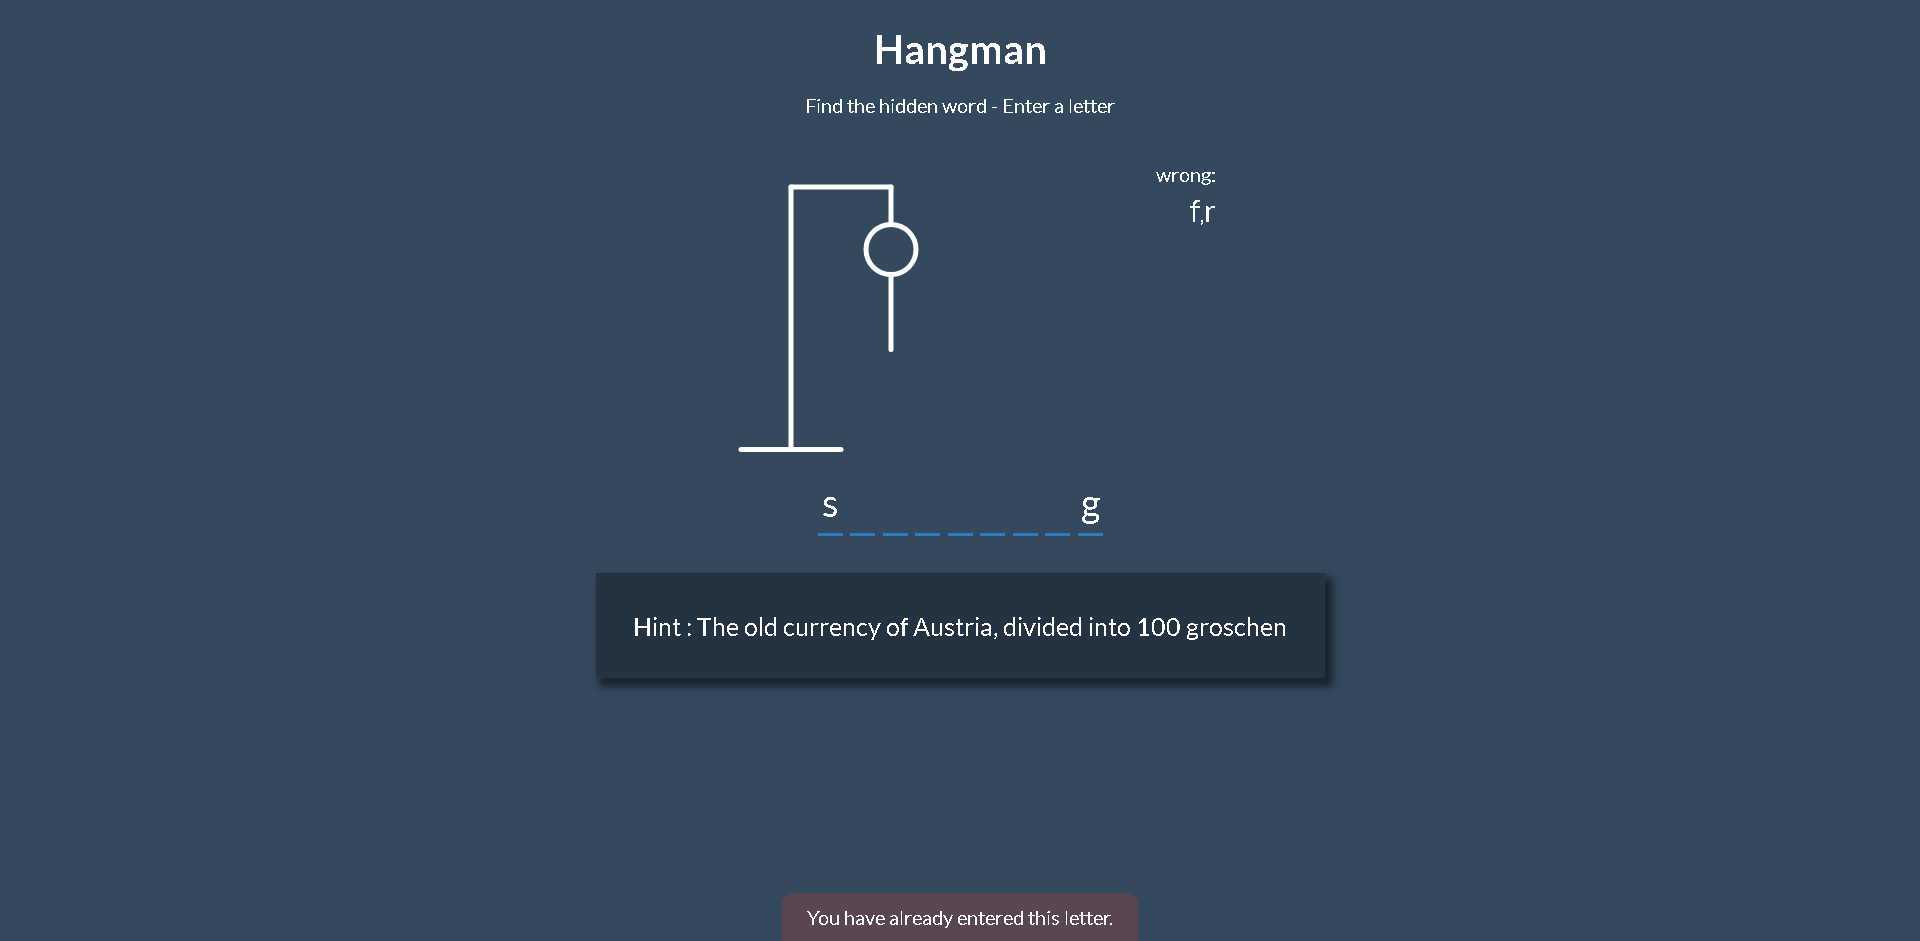 Hangman
Find the hidden word - Enter a letter
wrong:
f,r
s g
Hint : The old currency of Austria, divided into 100 groschen
You have already entered this letter.